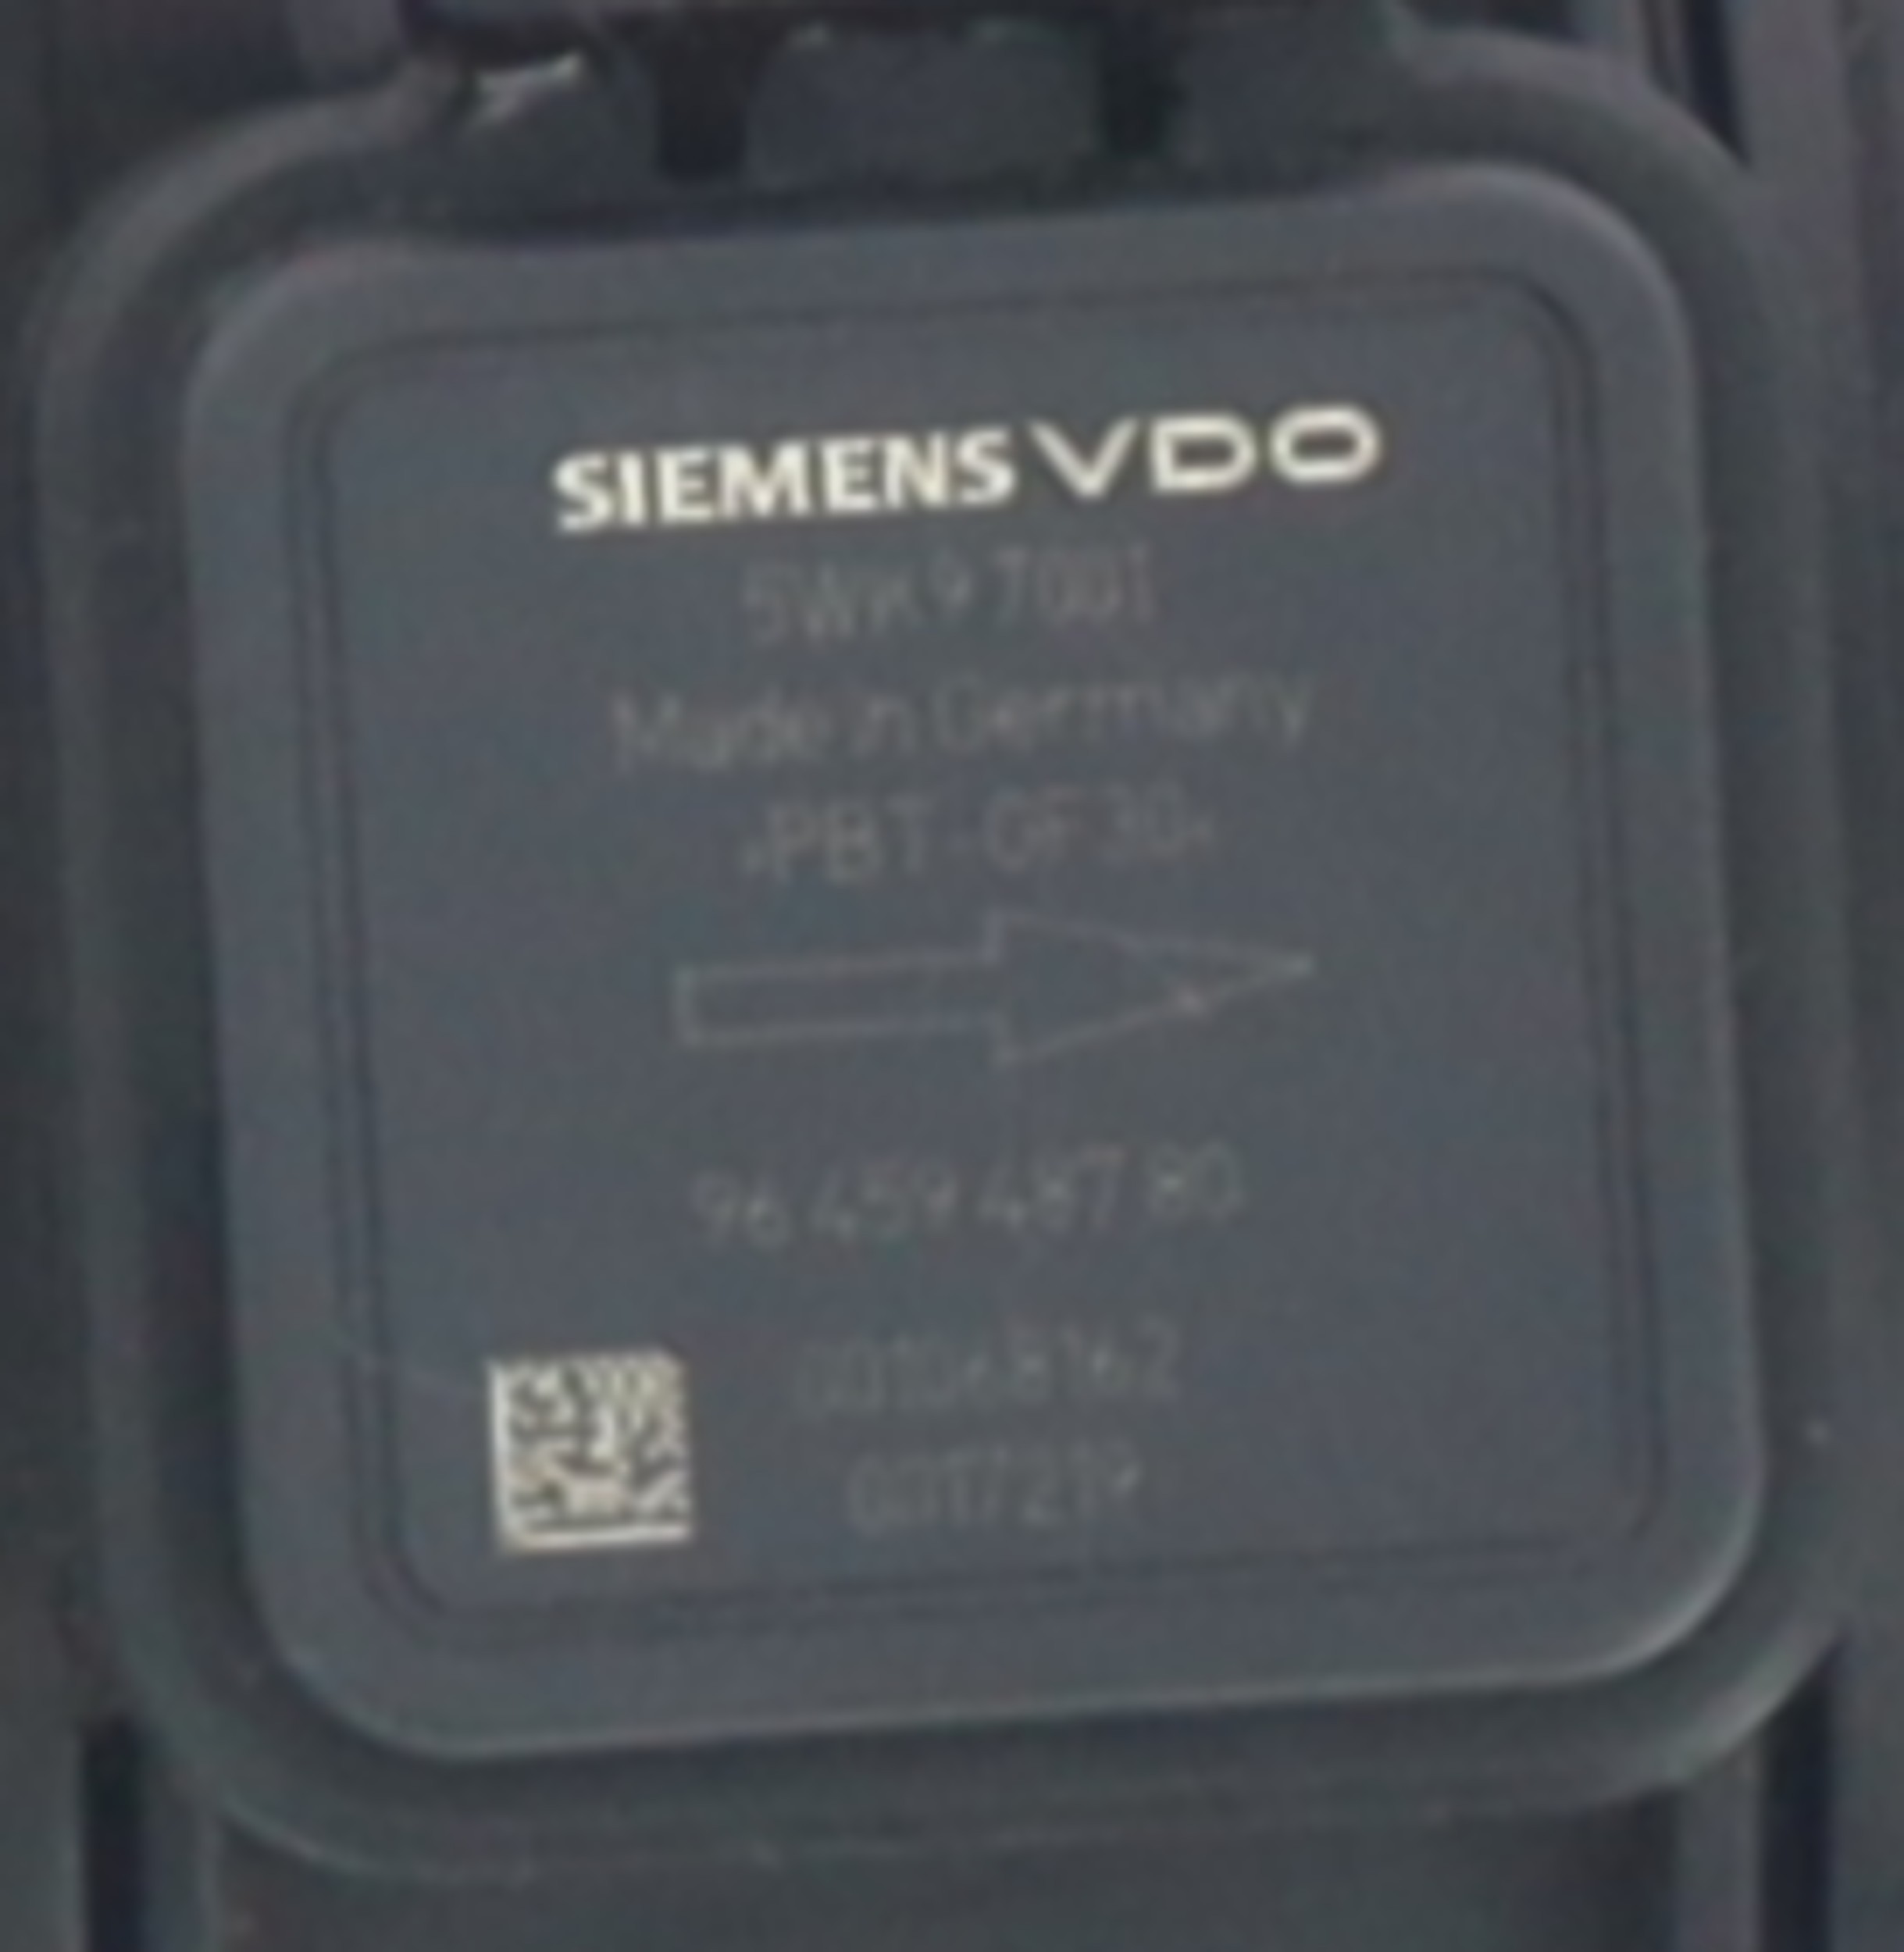 SIEMENS VDO
5WK9 7001
Made in Germany
›PBT-GF30‹
96 459 487 80